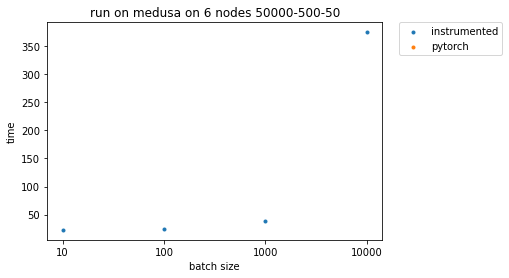 run on medusa on 6 nodes 50000-500-50
instrumented
pytorch
350
300
250
200
150
100
50
time
10 100 1000 10000
batch size